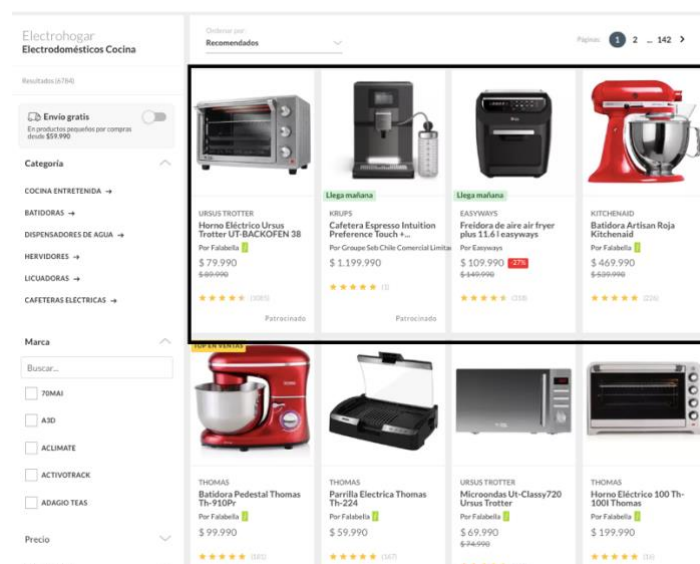 Electrohogar
Electrodomésticos Cocina
Ordenar por:
Recomendados
Páginas:
1 2 ... 142 >
Resultados (6784)
Envío gratis
En productos pequeños por compras
desde $59.990
Categoría
COCINA ENTRETENIDA →
BATIDORAS →
DISPENSADORES DE AGUA →
HERVIDORES →
LICUADORAS →
CAFETERAS ELÉCTRICAS →
Marca
Buscar...
70MAI
A3D
ACLIMATE
ACTIVOTRACK
ADAGIO TEAS
Precio
URSUS TROTTER
Horno Eléctrico Ursus
Trotter UT-BACKOFEN 38
Por Falabella
$ 79.990
$ 89.990
(1085)
Patrocinado
Llega mañana
KRUPS
Cafetera Espresso Intuition
Preference Touch +...
Por Groupe Seb Chile Comercial Limita
$ 1.199.990
(1)
Patrocinado
Llega mañana
EASYWAYS
Freidora de aire air fryer
plus 11.6 l easyways
Por Easyways
$ 109.990 -27%
$ 149.990
(318)
KITCHENAID
Batidora Artisan Roja
Kitchenaid
Por Falabella
$ 469.990
$ 539.990
(226)
TOP EN VENTAS
THOMAS
Batidora Pedestal Thomas
Th-910Pr
Por Falabella
$ 99.990
(181)
THOMAS
Parrilla Electrica Thomas
Th-224
Por Falabella
$ 59.990
(147)
URSUS TROTTER
Microondas Ut-Classy720
Ursus Trotter
Por Falabella
$ 69.990
$ 74.990
THOMAS
Horno Eléctrico 100 Th-
100I Thomas
Por Falabella
$ 199.990
(16)